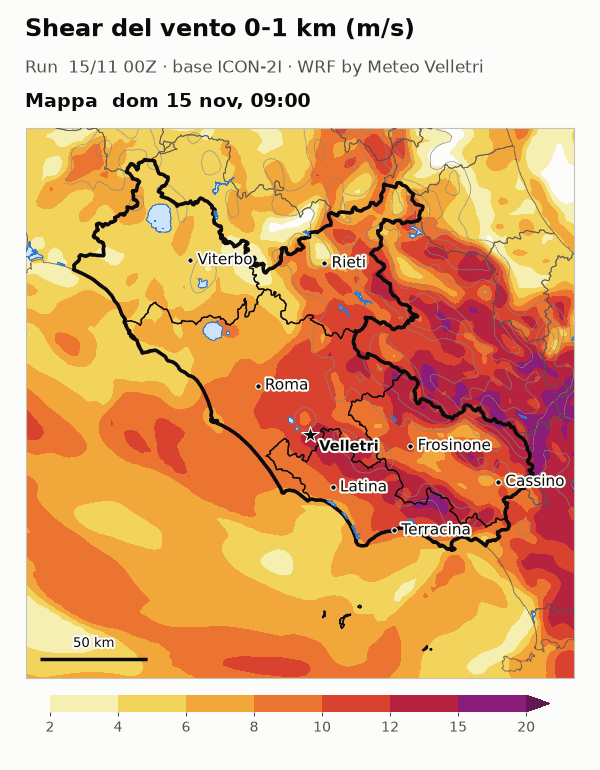 Shear del vento 0-1 km (m/s)
Run  15/11 00Z · base ICON-2I · WRF by Meteo Velletri
Mappa  dom 15 nov, 09:00
Viterbo
Rieti
Roma
Velletri
Frosinone
Latina
Cassino
Terracina
50 km
2 4 6 8 10 12 15 20